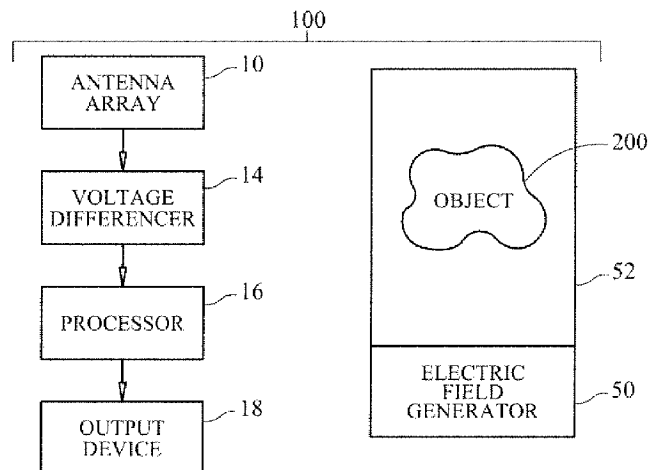 100
ANTENNA
ARRAY
10
VOLTAGE
DIFFERENCER
14
PROCESSOR
16
OUTPUT
DEVICE
18
OBJECT
200
52
ELECTRIC
FIELD
GENERATOR
50